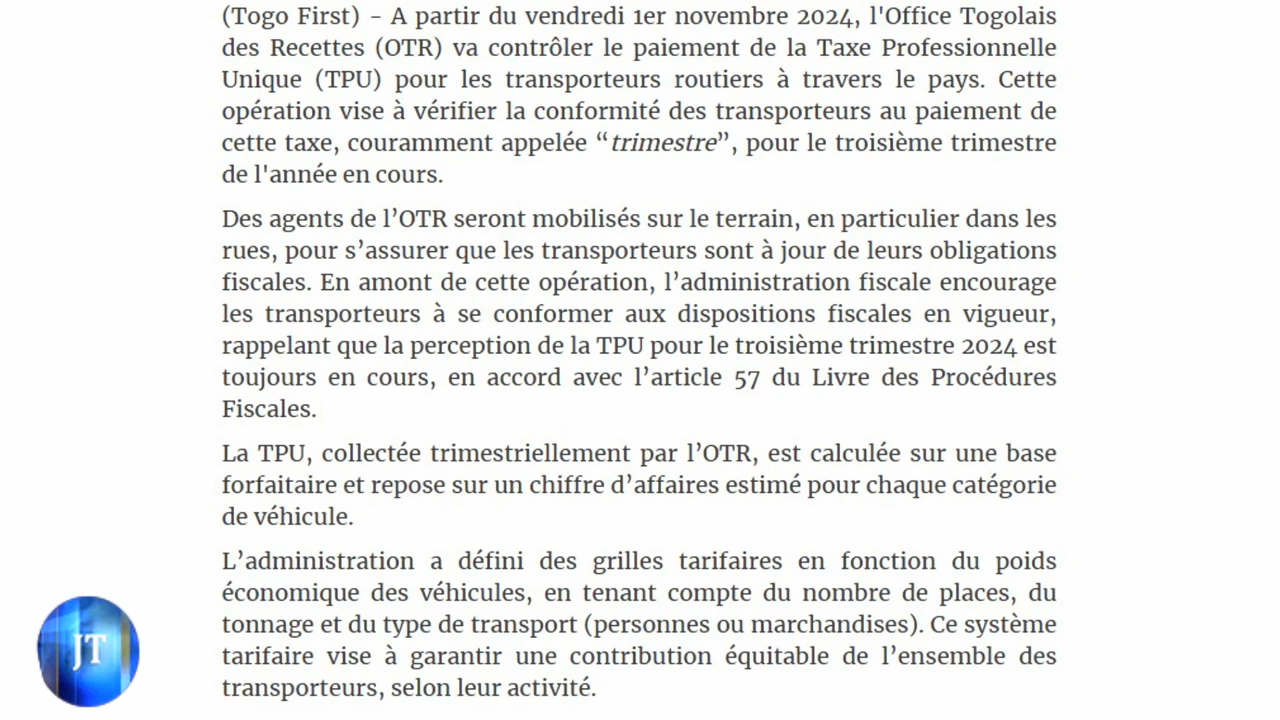 (Togo First) - A partir du vendredi 1er novembre 2024, l'Office Togolais
des Recettes (OTR) va contrôler le paiement de la Taxe Professionnelle
Unique (TPU) pour les transporteurs routiers à travers le pays. Cette
opération vise à vérifier la conformité des transporteurs au paiement de
cette taxe, couramment appelée “trimestre”, pour le troisième trimestre
de l'année en cours.
Des agents de l’OTR seront mobilisés sur le terrain, en particulier dans les
rues, pour s’assurer que les transporteurs sont à jour de leurs obligations
fiscales. En amont de cette opération, l’administration fiscale encourage
les transporteurs à se conformer aux dispositions fiscales en vigueur,
rappelant que la perception de la TPU pour le troisième trimestre 2024 est
toujours en cours, en accord avec l’article 57 du Livre des Procédures
Fiscales.
La TPU, collectée trimestriellement par l’OTR, est calculée sur une base
forfaitaire et repose sur un chiffre d’affaires estimé pour chaque catégorie
de véhicule.
L’administration a défini des grilles tarifaires en fonction du poids
économique des véhicules, en tenant compte du nombre de places, du
tonnage et du type de transport (personnes ou marchandises). Ce système
tarifaire vise à garantir une contribution équitable de l’ensemble des
transporteurs, selon leur activité.
JT